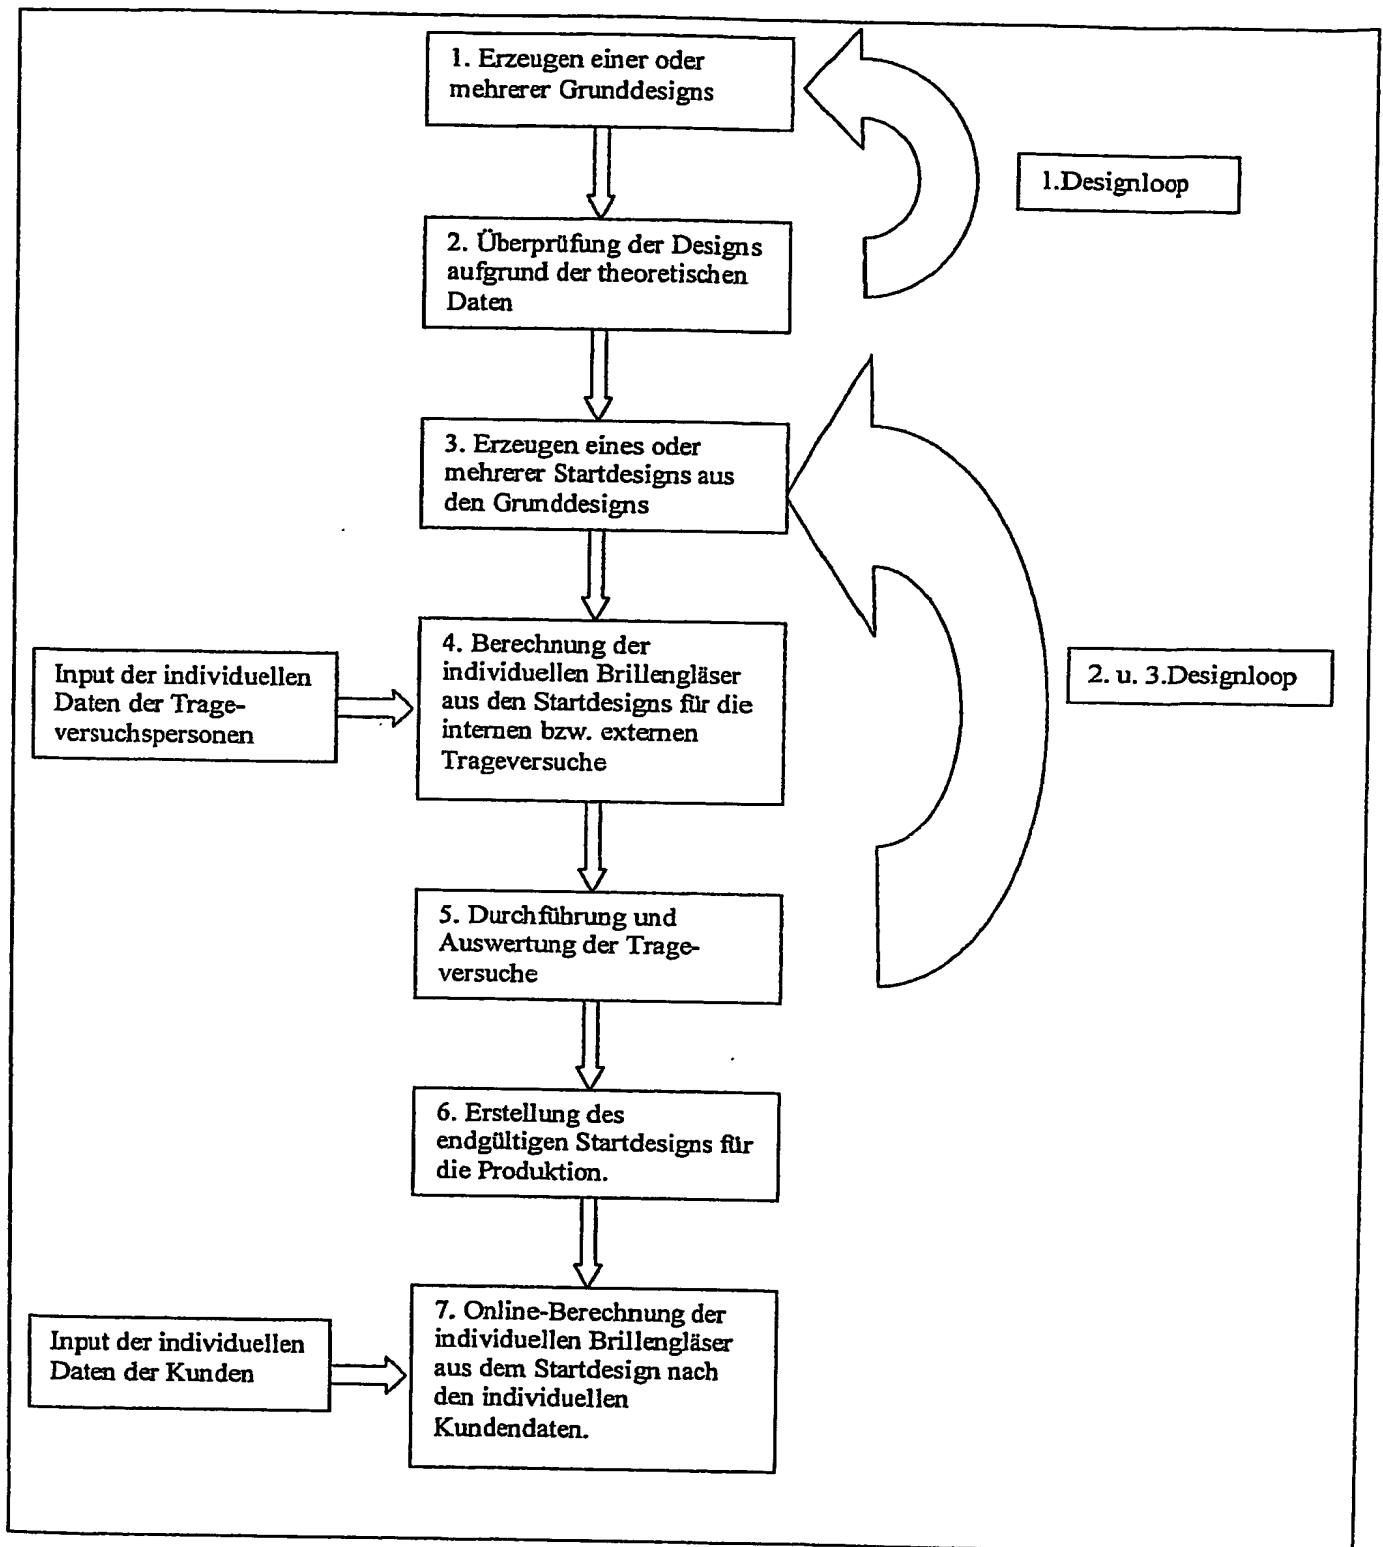 1. Erzeugen einer oder
mehrerer Grunddesigns
1.Designloop
2. Überprüfung der Designs
aufgrund der theoretischen
Daten
3. Erzeugen eines oder
mehrerer Startdesigns aus
den Grunddesigns
4. Berechnung der
individuellen Brillengläser
aus den Startdesigns für die
internen bzw. externen
Trageversuche
Input der individuellen
Daten der Trage-
versuchspersonen
2. u. 3.Designloop
5. Durchführung und
Auswertung der Trage-
versuche
6. Erstellung des
endgültigen Startdesigns für
die Produktion.
7. Online-Berechnung der
individuellen Brillengläser
aus dem Startdesign nach
den individuellen
Kundendaten.
Input der individuellen
Daten der Kunden